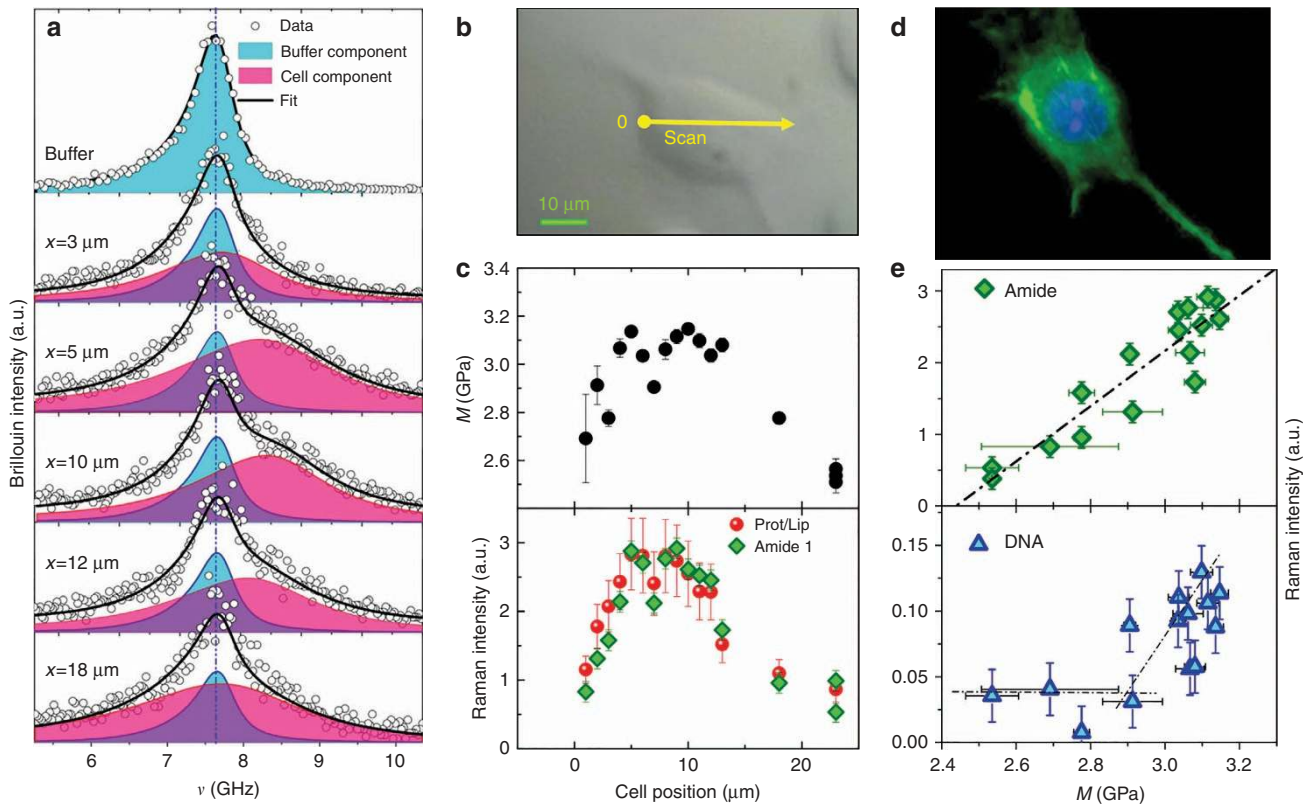 a
Data
Buffer component
Cell component
Fit
Buffer
x=3 μm
x=5 μm
x=10 μm
x=12 μm
x=18 μm
Brillouin intensity (a.u.)
6 7 8 9 10
ν (GHz)
b
0
Scan
10 μm
c
3.4
3.2
3.0
2.8
2.6
M (GPa)
Prot/Lip
Amide 1
3
2
1
0
Raman intensity (a.u.)
0 10 20
Cell position (μm)
d
e
Amide
3
2
1
0
DNA
0.15
0.10
0.05
0.00
Raman intensity (a.u.)
2.4 2.6 2.8 3.0 3.2
M (GPa)